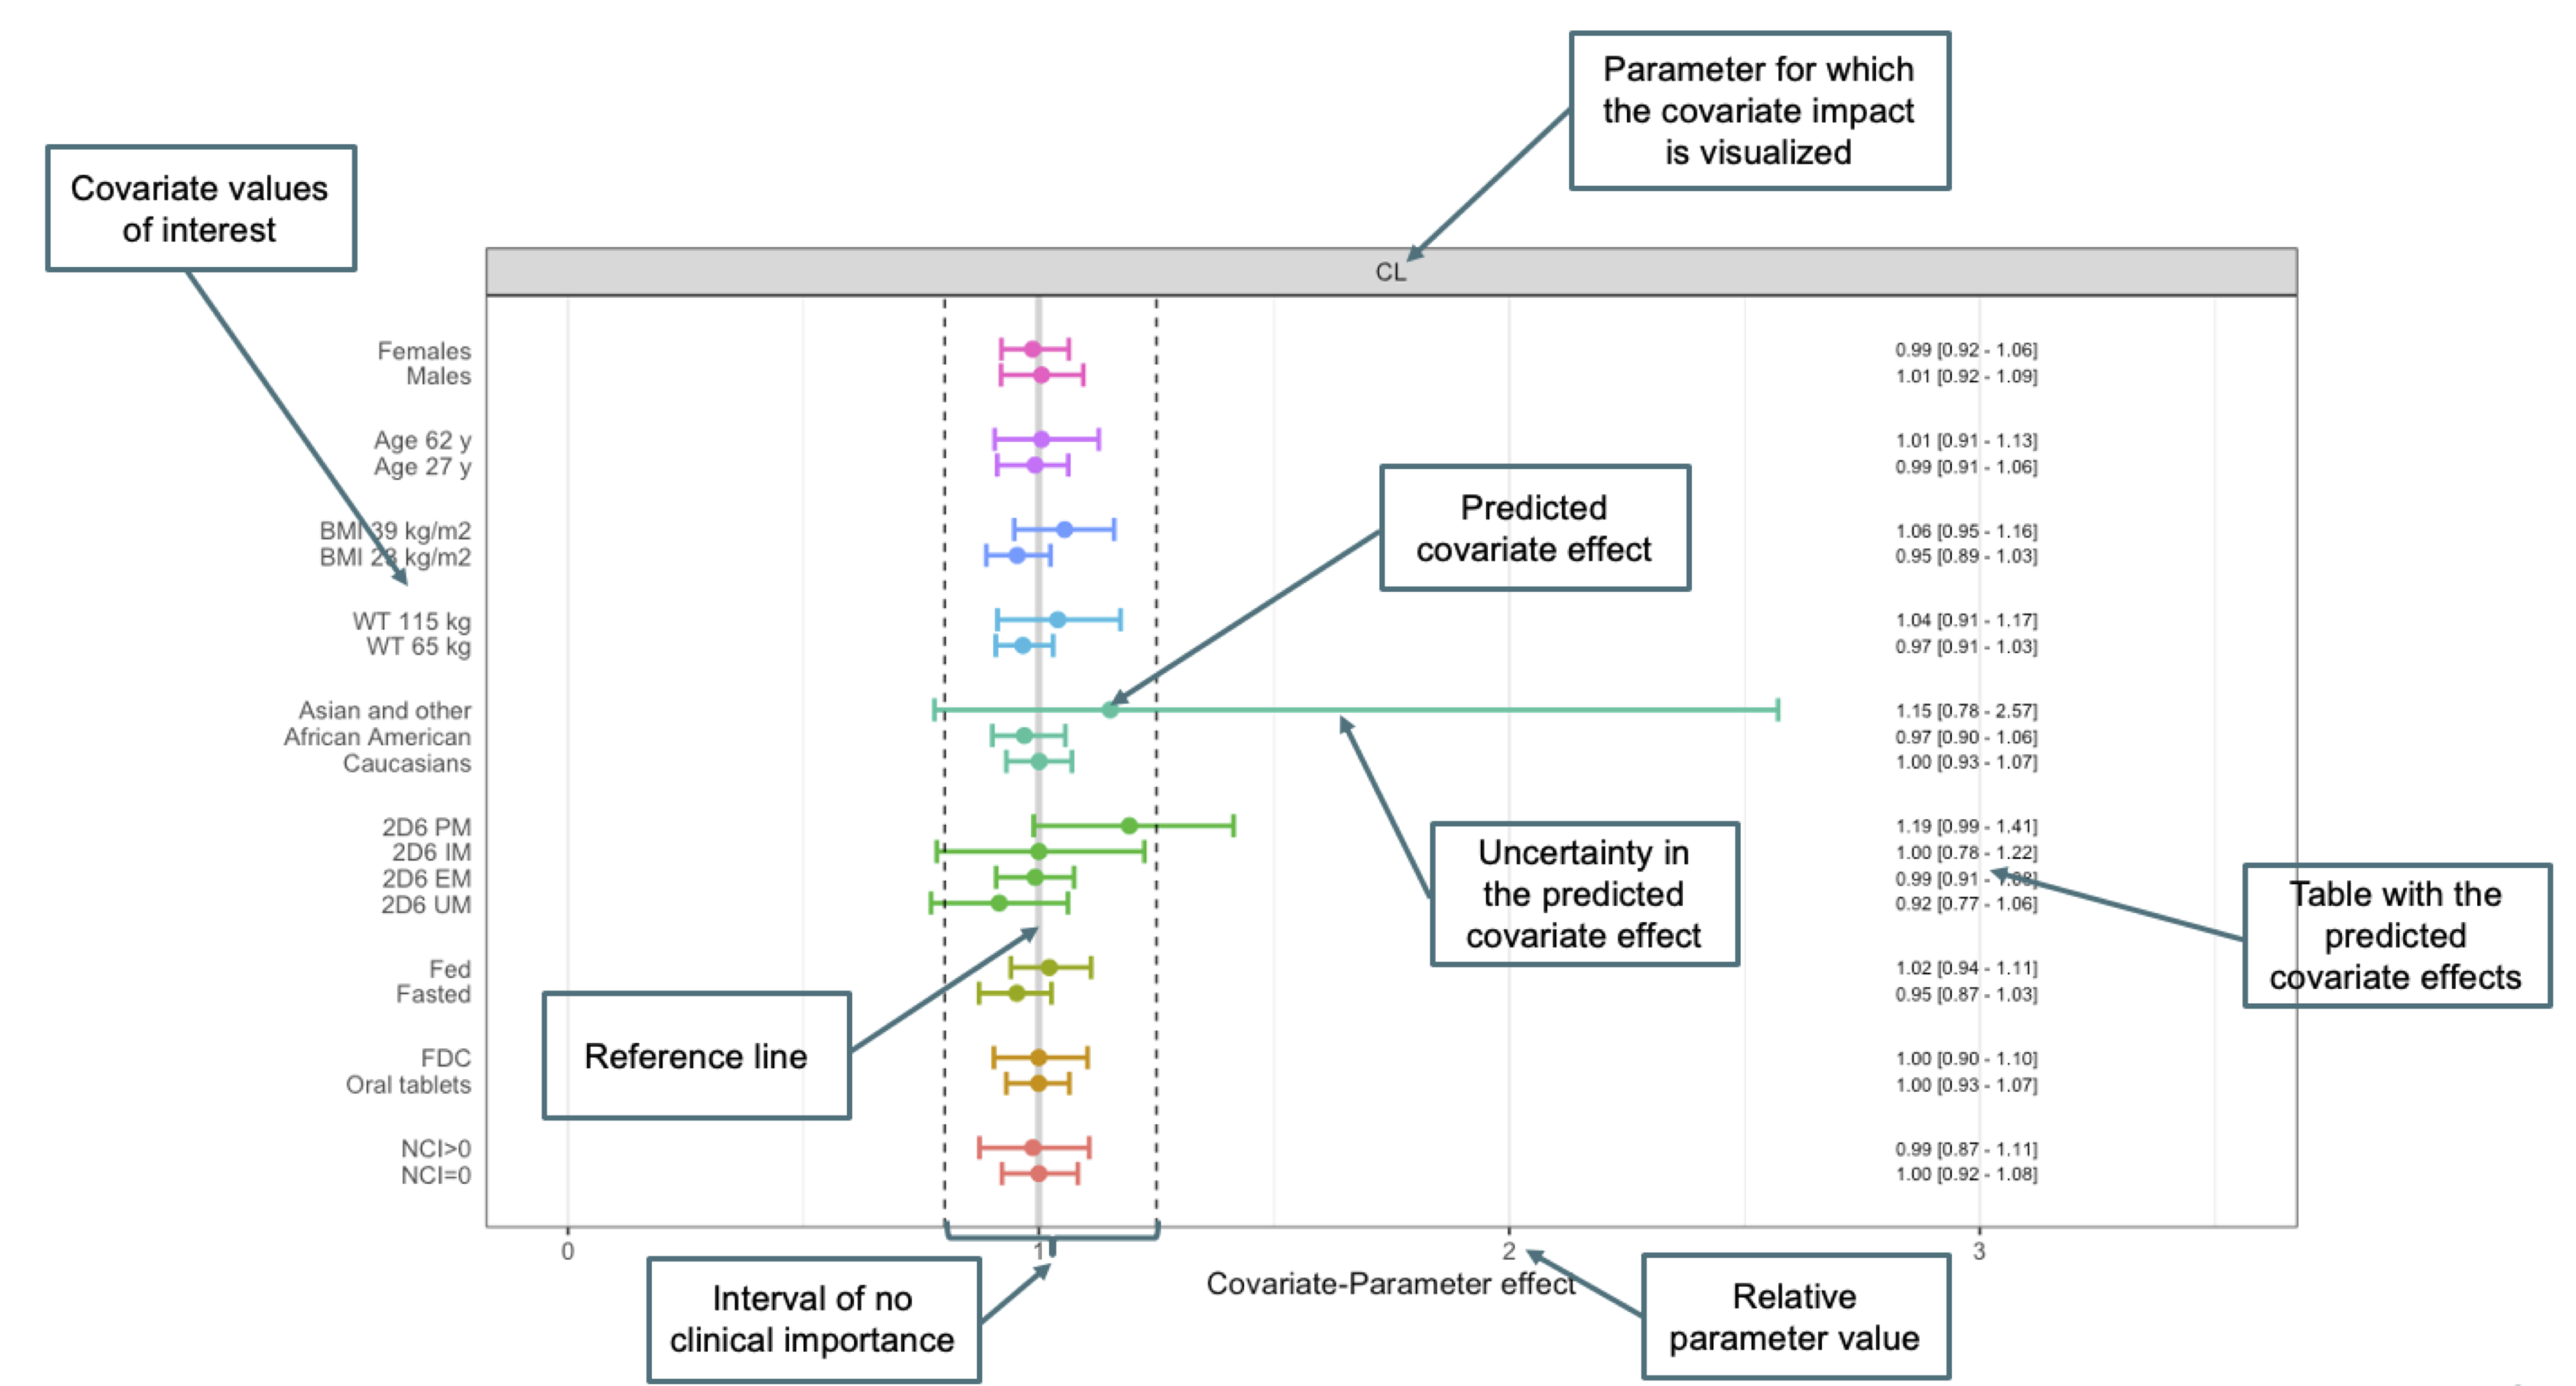 Parameter for which
the covariate impact
is visualized
Covariate values
of interest
CL
Females 0.99 [0.92 - 1.06]
Males 1.01 [0.92 - 1.09]
Age 62 y 1.01 [0.91 - 1.13]
Age 27 y 0.99 [0.91 - 1.06]
Predicted
covariate effect
BMI 39 kg/m2 1.06 [0.95 - 1.16]
BMI 23 kg/m2 0.95 [0.89 - 1.03]
WT 115 kg 1.04 [0.91 - 1.17]
WT 65 kg 0.97 [0.91 - 1.03]
Asian and other 1.15 [0.78 - 2.57]
African American 0.97 [0.90 - 1.06]
Caucasians 1.00 [0.93 - 1.07]
2D6 PM 1.19 [0.99 - 1.41]
2D6 IM 1.00 [0.78 - 1.22]
2D6 EM 0.99 [0.91 - 1.08]
2D6 UM 0.92 [0.77 - 1.06]
Uncertainty in
the predicted
covariate effect
Table with the
predicted
covariate effects
Fed 1.02 [0.94 - 1.11]
Fasted 0.95 [0.87 - 1.03]
Reference line
FDC 1.00 [0.90 - 1.10]
Oral tablets 1.00 [0.93 - 1.07]
NCI>0 0.99 [0.87 - 1.11]
NCI=0 1.00 [0.92 - 1.08]
0 1 2 3
Covariate-Parameter effect
Interval of no
clinical importance
Relative
parameter value